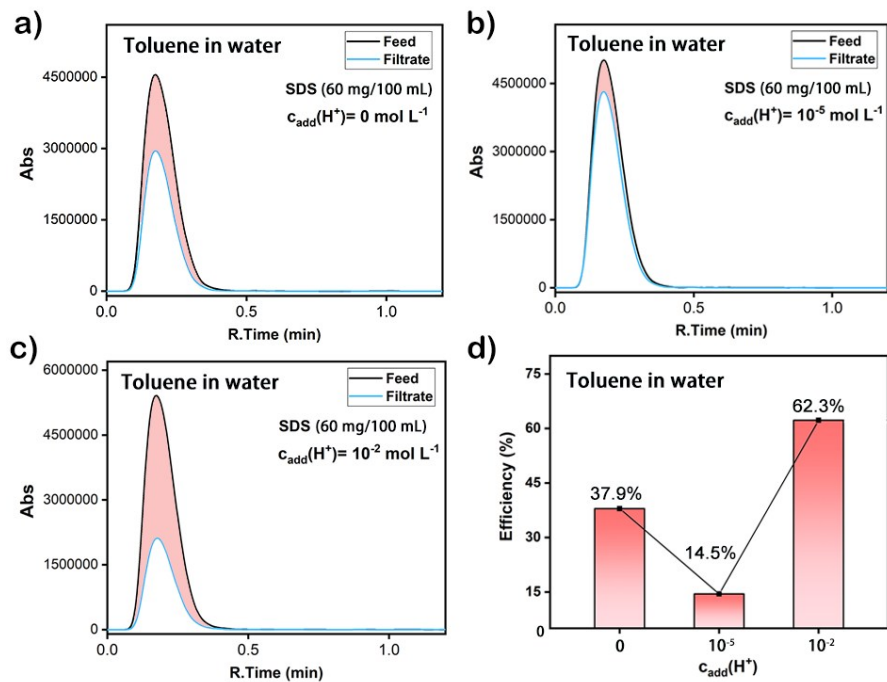 a)
Toluene in water
Feed
Filtrate
SDS (60 mg/100 mL)
c_add(H⁺)= 0 mol L⁻¹
4500000
3000000
1500000
0
Abs
0.0 0.5 1.0
R.Time (min)
b)
Toluene in water
Feed
Filtrate
SDS (60 mg/100 mL)
c_add(H⁺)= 10⁻⁵ mol L⁻¹
4500000
3000000
1500000
0
Abs
0.0 0.5 1.0
R.Time (min)
c)
Toluene in water
Feed
Filtrate
SDS (60 mg/100 mL)
c_add(H⁺)= 10⁻² mol L⁻¹
6000000
4500000
3000000
1500000
0
Abs
0.0 0.5 1.0
R.Time (min)
d)
Toluene in water
75
60
45
30
15
0
Efficiency (%)
37.9%
14.5%
62.3%
0 10⁻⁵ 10⁻²
c_add(H⁺)